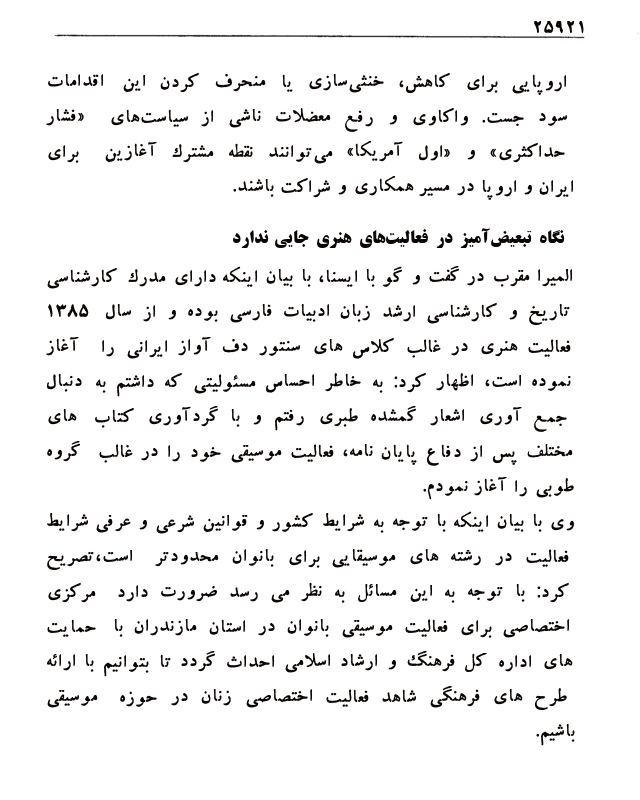 ۲۵۹۲۱
اروپایی برای کاهش، خنثی‌سازی یا منحرف کردن این اقدامات
سود جست. واکاوی و رفع معضلات ناشی از سیاست‌های «فشار
حداکثری» و «اول آمریکا» می‌توانند نقطه مشترک آغازین برای
ایران و اروپا در مسیر همکاری و شراکت باشند.
نگاه تبعیض‌آمیز در فعالیت‌های هنری جایی ندارد
المیرا مقرب در گفت و گو با ایسنا، با بیان اینکه دارای مدرک کارشناسی
تاریخ و کارشناسی ارشد زبان ادبیات فارسی بوده و از سال ۱۳۸۵
فعالیت هنری در غالب کلاس های سنتور دف آواز ایرانی را آغاز
نموده است، اظهار کرد: به خاطر احساس مسئولیتی که داشتم به دنبال
جمع آوری اشعار گمشده طبری رفتم و با گردآوری کتاب های
مختلف پس از دفاع پایان نامه، فعالیت موسیقی خود را در غالب گروه
طوبی را آغاز نمودم.
وی با بیان اینکه با توجه به شرایط کشور و قوانین شرعی و عرفی شرایط
فعالیت در رشته های موسیقایی برای بانوان محدودتر است،تصریح
کرد: با توجه به این مسائل به نظر می رسد ضرورت دارد مرکزی
اختصاصی برای فعالیت موسیقی بانوان در استان مازندران با حمایت
های اداره کل فرهنگ و ارشاد اسلامی احداث گردد تا بتوانیم با ارائه
طرح های فرهنگی شاهد فعالیت اختصاصی زنان در حوزه موسیقی
باشیم.